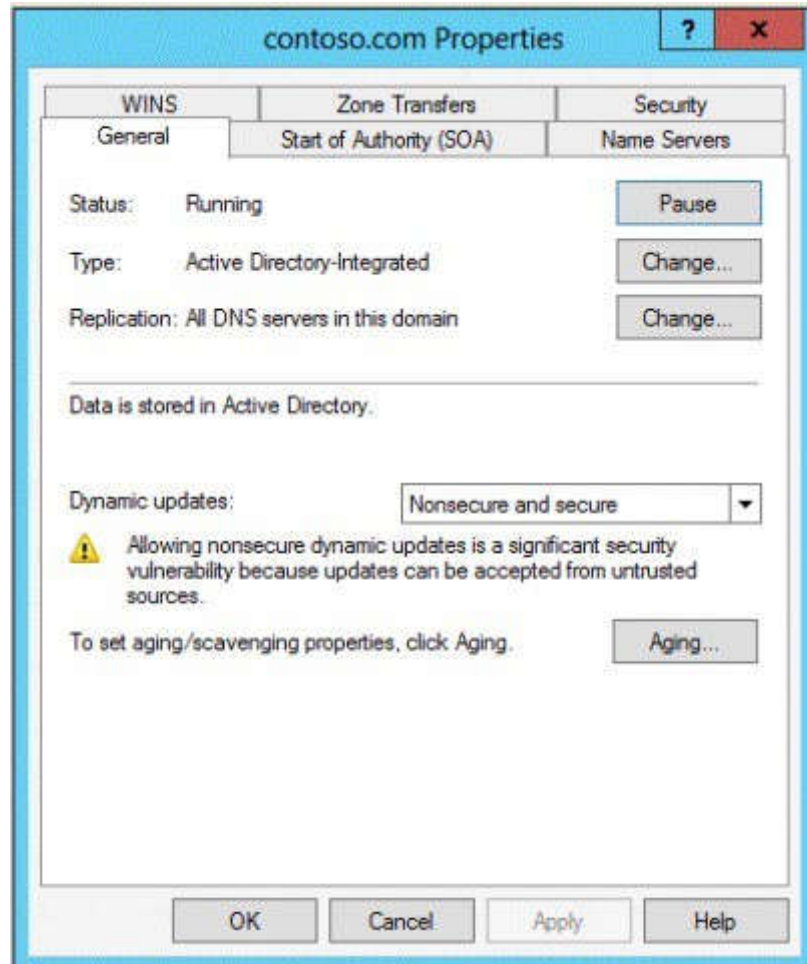 contoso.com Properties
?
x
WINS
Zone Transfers
Security
General
Start of Authority (SOA)
Name Servers
Status:
Running
Pause
Type:
Active Directory-Integrated
Change...
Replication:
All DNS servers in this domain
Change...
Data is stored in Active Directory.
Dynamic updates:
Nonsecure and secure
Allowing nonsecure dynamic updates is a significant security
vulnerability because updates can be accepted from untrusted
sources.
To set aging/scavenging properties, click Aging.
Aging...
OK
Cancel
Apply
Help